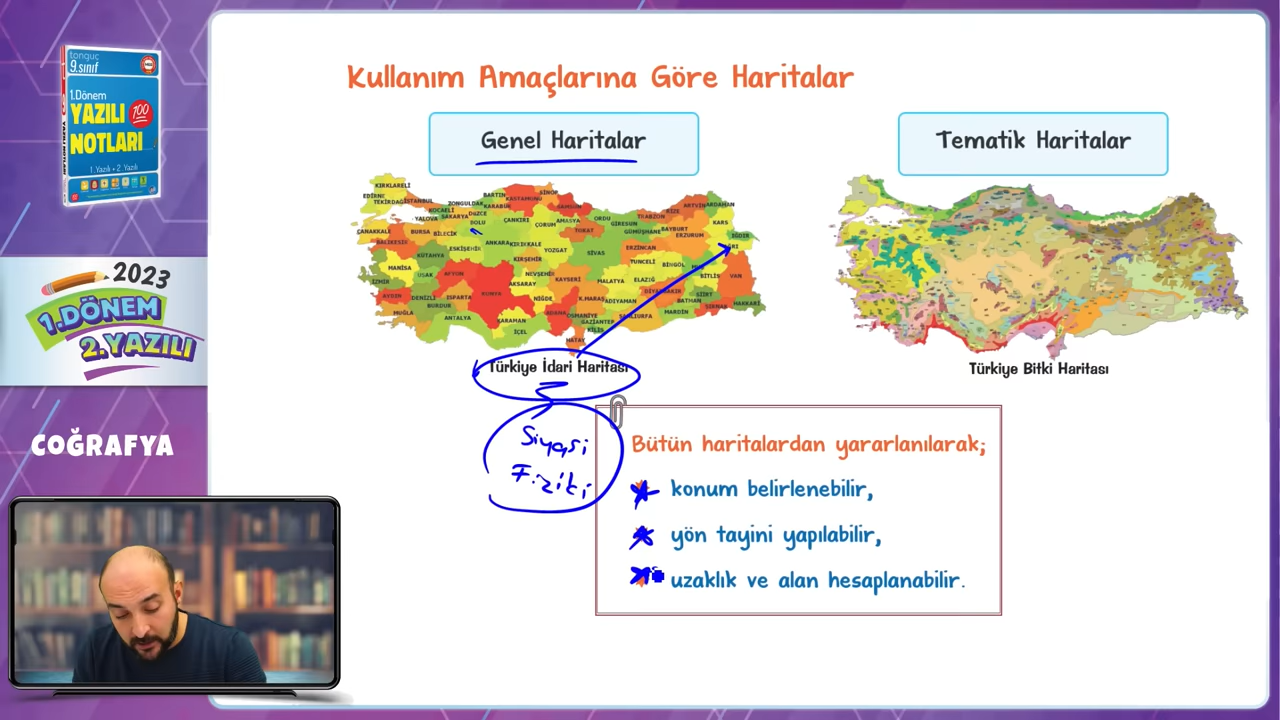 tonguç
9.sınıf
1.Dönem
YAZILI
100
NOTLARI
1.Yazılı • 2.Yazılı
2023
1.DÖNEM
2.YAZILI
COĞRAFYA
Kullanım Amaçlarına Göre Haritalar
Genel Haritalar
KIRKLARELİ
EDİRNE
TEKİRDAĞ
İSTANBUL
KOCAELİ
YALOVA
SAKARYA
DÜZCE
ZONGULDAK
BARTIN
KARABÜK
KASTAMONU
SİNOP
SAMSUN
BOLU
ÇANKIRI
ÇORUM
AMASYA
TOKAT
ORDU
GİRESUN
TRABZON
RİZE
ARTVİN
ARDAHAN
KARS
GÜMÜŞHANE
BAYBURT
ERZURUM
IĞDIR
ÇANAKKALE
BALIKESİR
BURSA
BİLECİK
ESKİŞEHİR
ANKARA
KIRIKKALE
YOZGAT
SİVAS
ERZİNCAN
KÜTAHYA
KIRŞEHİR
TUNCELİ
BİNGÖL
MANİSA
UŞAK
AFYON
NEVŞEHİR
KAYSERİ
MALATYA
ELAZIĞ
BİTLİS
VAN
İZMİR
AKSARAY
AYDIN
DENİZLİ
ISPARTA
KONYA
NİĞDE
K.MARAŞ
ADIYAMAN
DİYARBAKIR
BATMAN
SİİRT
ŞIRNAK
HAKKARİ
MUĞLA
BURDUR
ANTALYA
KARAMAN
İÇEL
ADANA
OSMANİYE
GAZİANTEP
KİLİS
ŞANLIURFA
MARDİN
HATAY
Türkiye İdari Haritası
Siyasi
Fiziki
Tematik Haritalar
Türkiye Bitki Haritası
Bütün haritalardan yararlanılarak;
konum belirlenebilir,
yön tayini yapılabilir,
uzaklık ve alan hesaplanabilir.